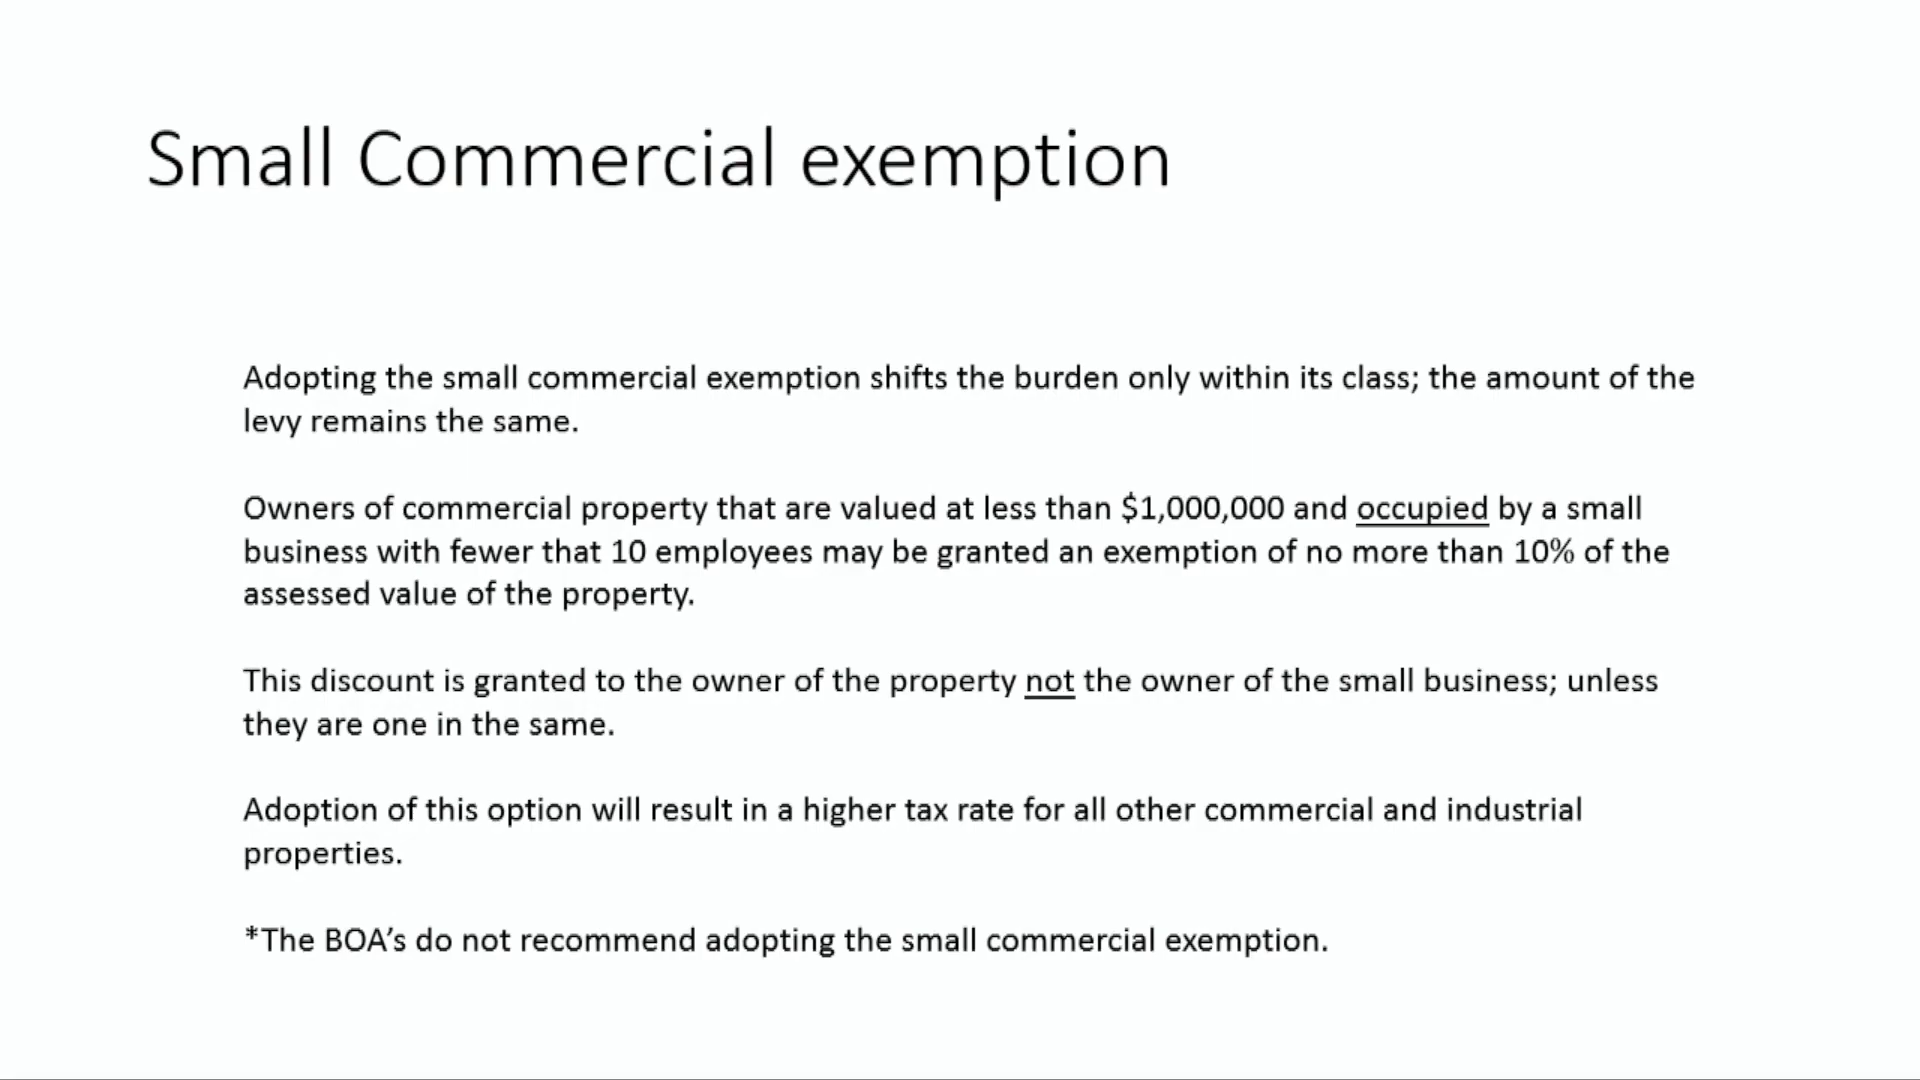 Small Commercial exemption
Adopting the small commercial exemption shifts the burden only within its class; the amount of the
levy remains the same.
Owners of commercial property that are valued at less than $1,000,000 and occupied by a small
business with fewer that 10 employees may be granted an exemption of no more than 10% of the
assessed value of the property.
This discount is granted to the owner of the property not the owner of the small business; unless
they are one in the same.
Adoption of this option will result in a higher tax rate for all other commercial and industrial
properties.
*The BOA’s do not recommend adopting the small commercial exemption.